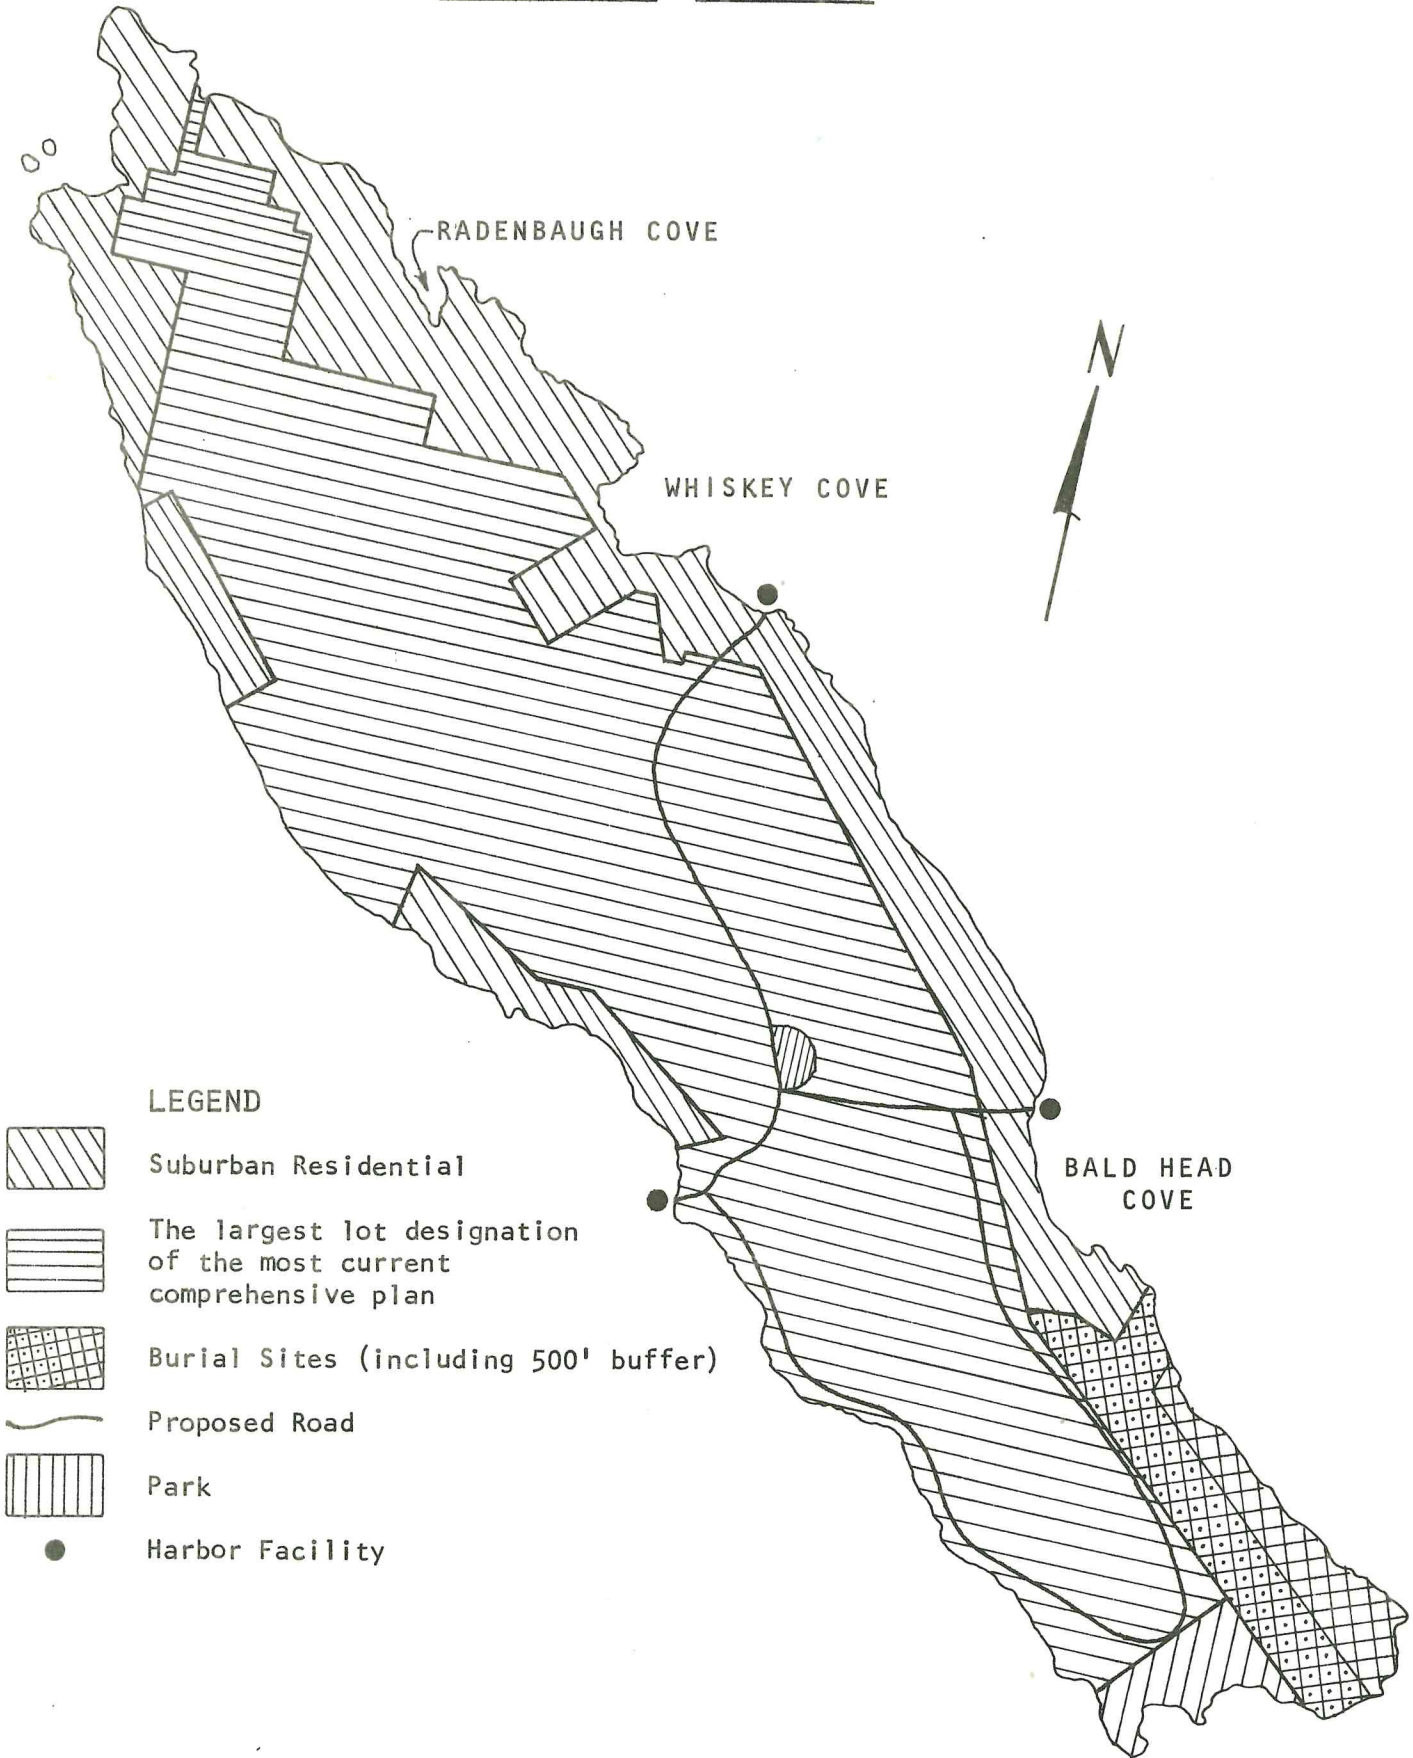 RADENBAUGH COVE
N
WHISKEY COVE
BALD HEAD
COVE
LEGEND
Suburban Residential
The largest lot designation
of the most current
comprehensive plan
Burial Sites (including 500' buffer)
Proposed Road
Park
Harbor Facility